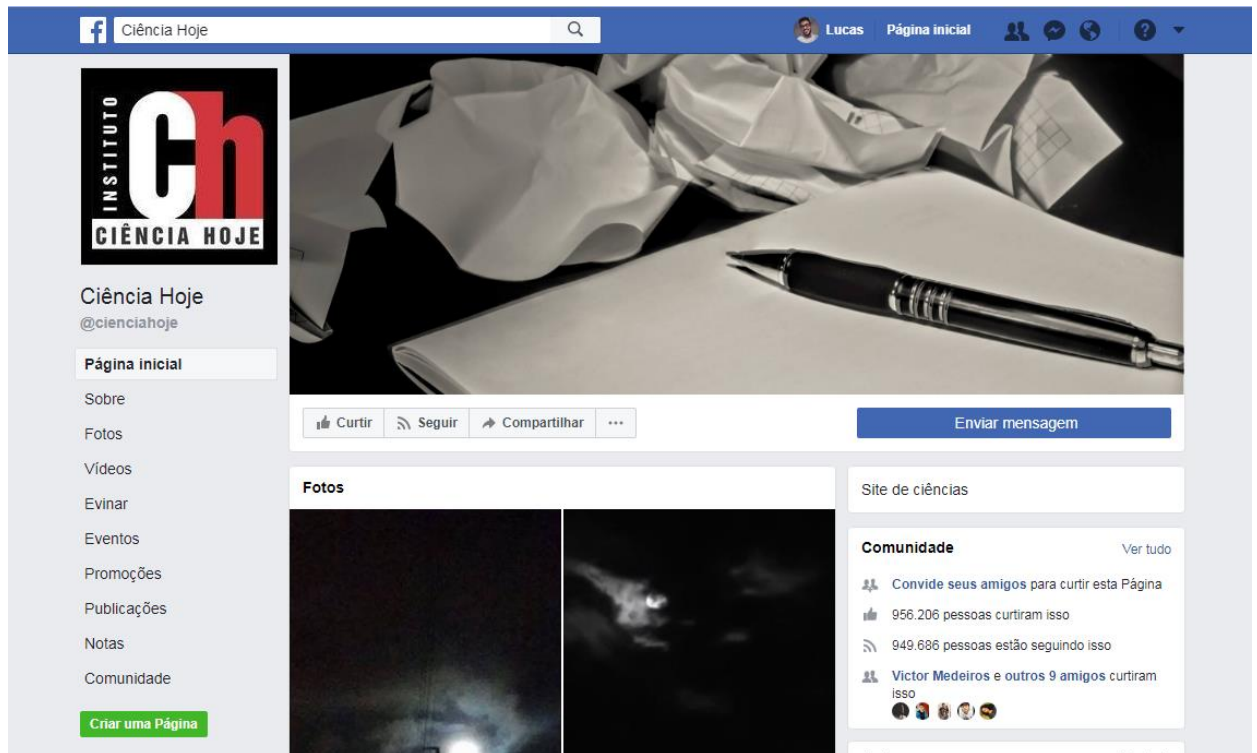 Ciência Hoje
Lucas
Página inicial
INSTITUTO
Ch
CIÊNCIA HOJE
Ciência Hoje
@cienciahoje
Página inicial
Sobre
Fotos
Vídeos
Evinar
Eventos
Promoções
Publicações
Notas
Comunidade
Criar uma Página
Curtir
Seguir
Compartilhar
Enviar mensagem
Fotos
Site de ciências
Comunidade
Ver tudo
Convide seus amigos para curtir esta Página
956.206 pessoas curtiram isso
949.686 pessoas estão seguindo isso
Victor Medeiros e outros 9 amigos curtiram
isso